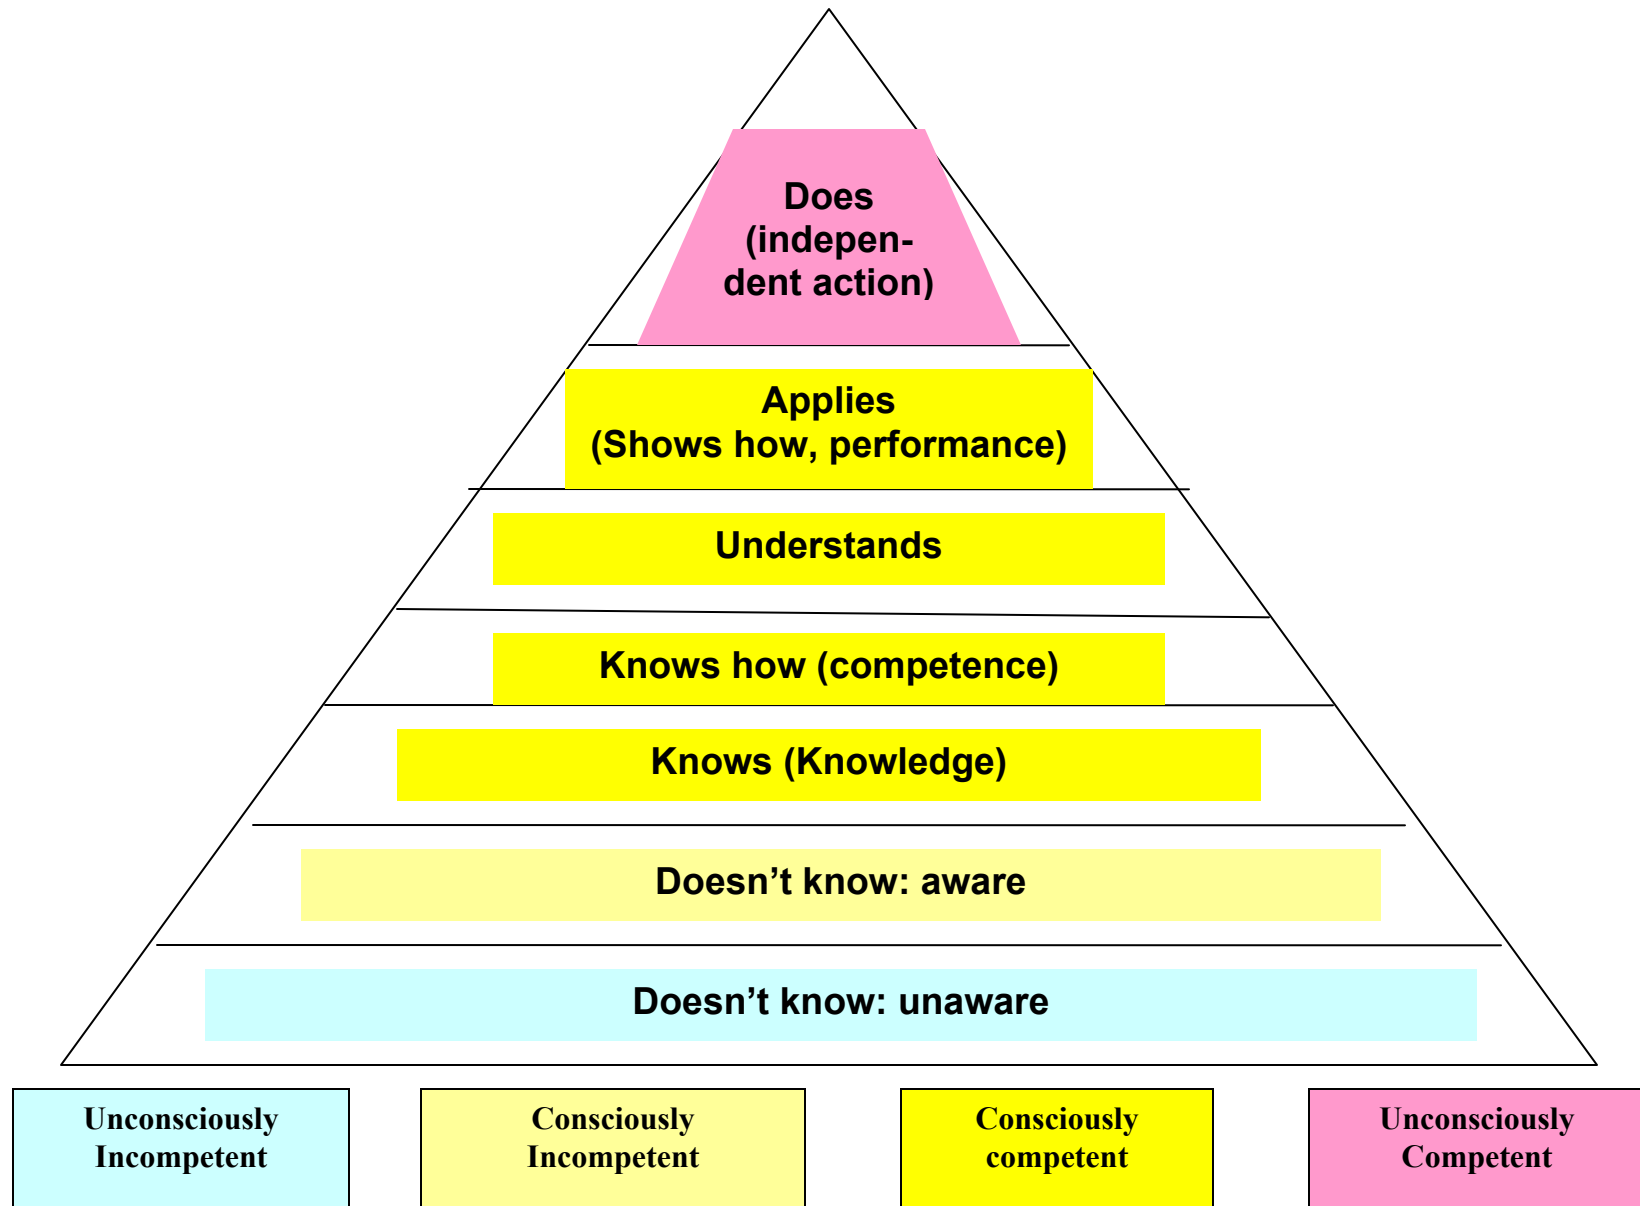 Does
(indepen-
dent action)
Applies
(Shows how, performance)
Understands
Knows how (competence)
Knows (Knowledge)
Doesn’t know: aware
Doesn’t know: unaware
Unconsciously
Incompetent
Consciously
Incompetent
Consciously
competent
Unconsciously
Competent